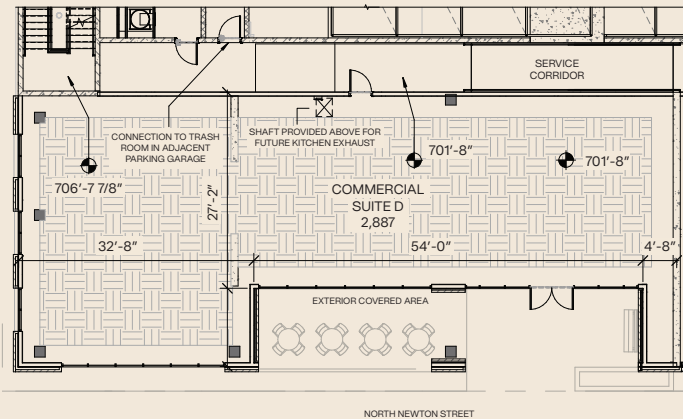 SERVICE
CORRIDOR
CONNECTION TO TRASH
ROOM IN ADJACENT
PARKING GARAGE
SHAFT PROVIDED ABOVE FOR
FUTURE KITCHEN EXHAUST
701'-8"
701'-8"
706'-7 7/8"
27'-2"
COMMERCIAL
SUITE D
2,887
32'-8"
54'-0"
4'-8"
EXTERIOR COVERED AREA
NORTH NEWTON STREET